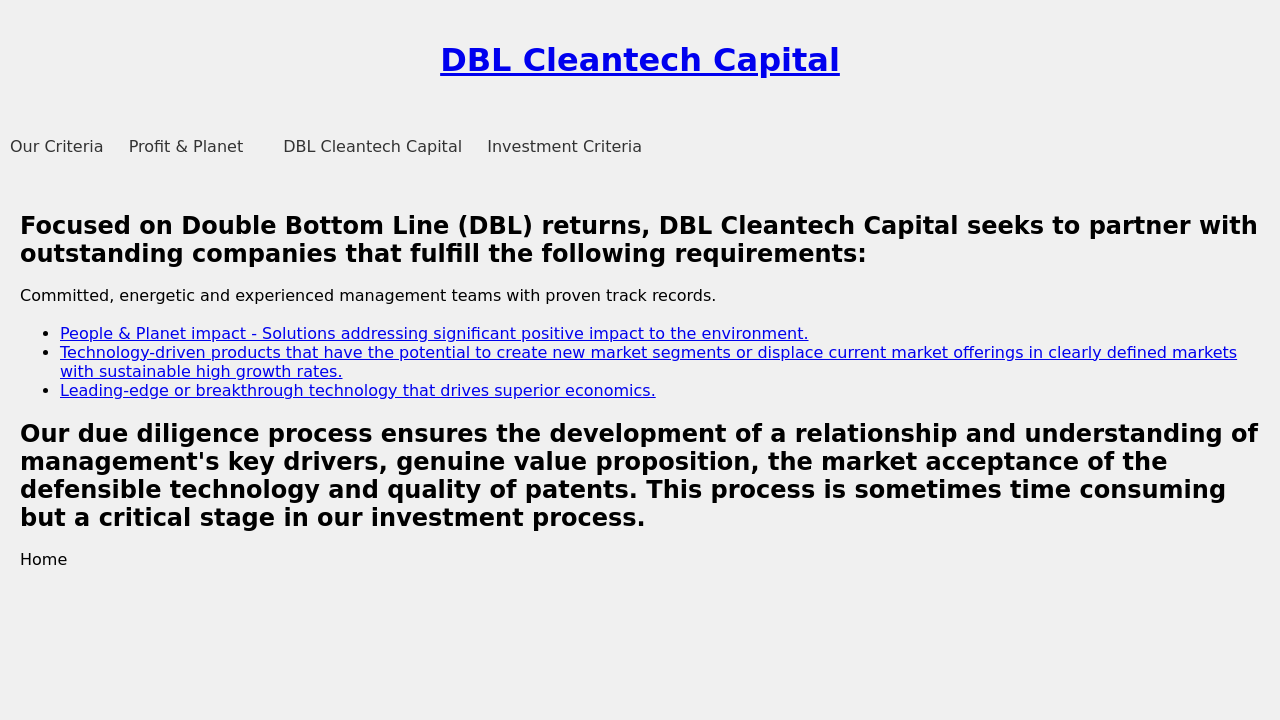 DBL Cleantech Capital
Our Criteria Profit & Planet DBL Cleantech Capital Investment Criteria
Focused on Double Bottom Line (DBL) returns, DBL Cleantech Capital seeks to partner with
outstanding companies that fulfill the following requirements:
Committed, energetic and experienced management teams with proven track records.
• People & Planet impact - Solutions addressing significant positive impact to the environment.
• Technology-driven products that have the potential to create new market segments or displace current market offerings in clearly defined markets
with sustainable high growth rates.
• Leading-edge or breakthrough technology that drives superior economics.
Our due diligence process ensures the development of a relationship and understanding of
management's key drivers, genuine value proposition, the market acceptance of the
defensible technology and quality of patents. This process is sometimes time consuming
but a critical stage in our investment process.
Home